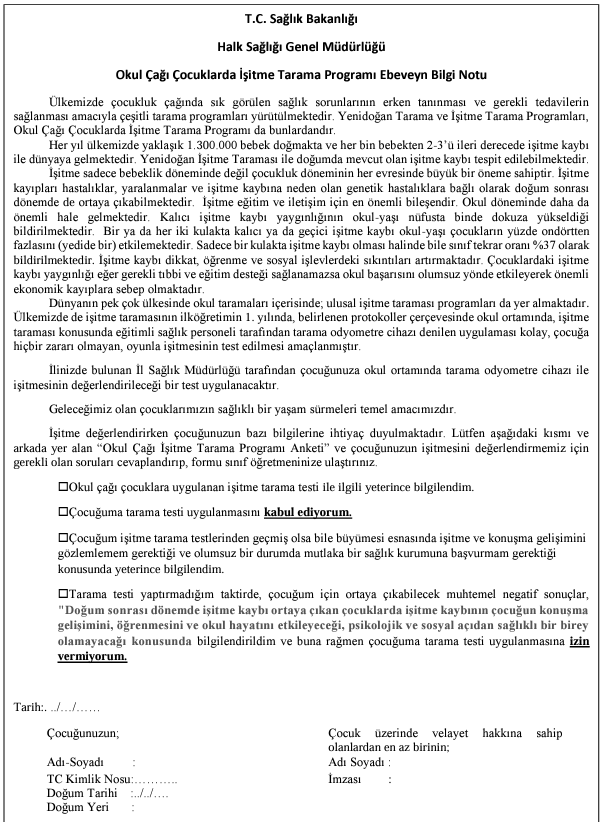 T.C. Sağlık Bakanlığı
Halk Sağlığı Genel Müdürlüğü
Okul Çağı Çocuklarda İşitme Tarama Programı Ebeveyn Bilgi Notu
Ülkemizde çocukluk çağında sık görülen sağlık sorunlarının erken tanınması ve gerekli tedavilerin
sağlanması amacıyla çeşitli tarama programları yürütülmektedir. Yenidoğan Tarama ve İşitme Tarama Programları,
Okul Çağı Çocuklarda İşitme Tarama Programı da bunlardandır.
Her yıl ülkemizde yaklaşık 1.300.000 bebek doğmakta ve her bin bebekten 2-3’ü ileri derecede işitme kaybı
ile dünyaya gelmektedir. Yenidoğan İşitme Taraması ile doğumda mevcut olan işitme kaybı tespit edilebilmektedir.
İşitme sadece bebeklik döneminde değil çocukluk döneminin her evresinde büyük bir öneme sahiptir. İşitme
kayıpları hastalıklar, yaralanmalar ve işitme kaybına neden olan genetik hastalıklara bağlı olarak doğum sonrası
dönemde de ortaya çıkabilmektedir. İşitme eğitim ve iletişim için en önemli bileşendir. Okul döneminde daha da
önemli hale gelmektedir. Kalıcı işitme kaybı yaygınlığının okul-yaşı nüfusta binde dokuza yükseldiği
bildirilmektedir. Bir ya da her iki kulakta kalıcı ya da geçici işitme kaybı okul-yaşı çocukların yüzde ondörtten
fazlasını (yedide bir) etkilemektedir. Sadece bir kulakta işitme kaybı olması halinde bile sınıf tekrar oranı %37 olarak
bildirilmektedir. İşitme kaybı dikkat, öğrenme ve sosyal işlevlerdeki sıkıntıları artırmaktadır. Çocuklardaki işitme
kaybı yaygınlığı eğer gerekli tıbbi ve eğitim desteği sağlanamazsa okul başarısını olumsuz yönde etkileyerek önemli
ekonomik kayıplara sebep olmaktadır.
Dünyanın pek çok ülkesinde okul taramaları içerisinde; ulusal işitme taraması programları da yer almaktadır.
Ülkemizde de işitme taramasının ilköğretimin 1. yılında, belirlenen protokoller çerçevesinde okul ortamında, işitme
taraması konusunda eğitimli sağlık personeli tarafından tarama odyometre cihazı denilen uygulaması kolay, çocuğa
hiçbir zararı olmayan, oyunla işitmesinin test edilmesi amaçlanmıştır.
İlinizde bulunan İl Sağlık Müdürlüğü tarafından çocuğunuza okul ortamında tarama odyometre cihazı ile
işitmesinin değerlendirileceği bir test uygulanacaktır.
Geleceğimiz olan çocuklarımızın sağlıklı bir yaşam sürmeleri temel amacımızdır.
İşitme değerlendirirken çocuğunuzun bazı bilgilerine ihtiyaç duyulmaktadır. Lütfen aşağıdaki kısmı ve
arkada yer alan “Okul Çağı İşitme Tarama Programı Anketi” ve çocuğunuzun işitmesini değerlendirmemiz için
gerekli olan soruları cevaplandırıp, formu sınıf öğretmeninize ulaştırınız.
☐Okul çağı çocuklara uygulanan işitme tarama testi ile ilgili yeterince bilgilendim.
☐Çocuğuma tarama testi uygulanmasını kabul ediyorum.
☐Çocuğum işitme tarama testlerinden geçmiş olsa bile büyümesi esnasında işitme ve konuşma gelişimini
gözlemlemem gerektiği ve olumsuz bir durumda mutlaka bir sağlık kurumuna başvurmam gerektiği
konusunda yeterince bilgilendim.
☐Tarama testi yaptırmadığım taktirde, çocuğum için ortaya çıkabilecek muhtemel negatif sonuçlar,
"Doğum sonrası dönemde işitme kaybı ortaya çıkan çocuklarda işitme kaybının çocuğun konuşma
gelişimini, öğrenmesini ve okul hayatını etkileyeceği, psikolojik ve sosyal açıdan sağlıklı bir birey
olamayacağı konusunda bilgilendirildim ve buna rağmen çocuğuma tarama testi uygulanmasına izin
vermiyorum.
Tarih:. ../…/……
Çocuğunuzun;
Adı-Soyadı :
TC Kimlik Nosu:………..
Doğum Tarihi :../../….
Doğum Yeri :
Çocuk üzerinde velayet hakkına sahip
olanlardan en az birinin;
Adı Soyadı :
İmzası :